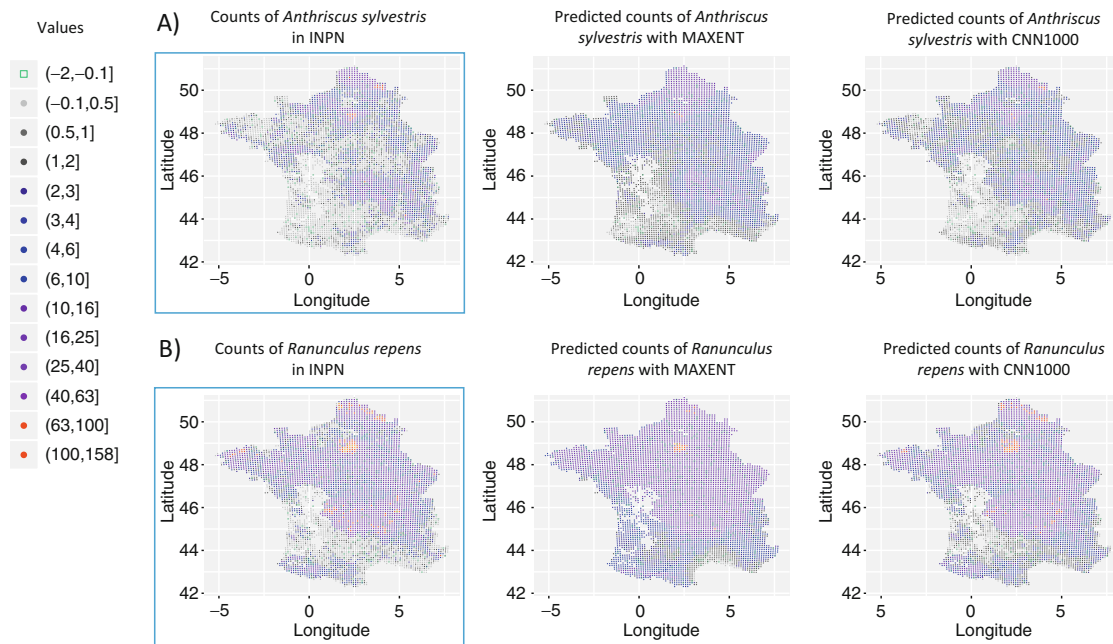 Values
(−2,−0.1]
(−0.1,0.5]
(0.5,1]
(1,2]
(2,3]
(3,4]
(4,6]
(6,10]
(10,16]
(16,25]
(25,40]
(40,63]
(63,100]
(100,158]
A)
Counts of Anthriscus sylvestris
in INPN
Latitude
50
48
46
44
42
−5 0 5
Longitude
Predicted counts of Anthriscus
sylvestris with MAXENT
Latitude
50
48
46
44
42
−5 0 5
Longitude
Predicted counts of Anthriscus
sylvestris with CNN1000
Latitude
50
48
46
44
42
5 0 5
Longitude
B)
Counts of Ranunculus repens
in INPN
Latitude
50
48
46
44
42
−5 0 5
Longitude
Predicted counts of Ranunculus
repens with MAXENT
Latitude
50
48
46
44
42
−5 0 5
Longitude
Predicted counts of Ranunculus
repens with CNN1000
Latitude
50
48
46
44
42
5 0 5
Longitude